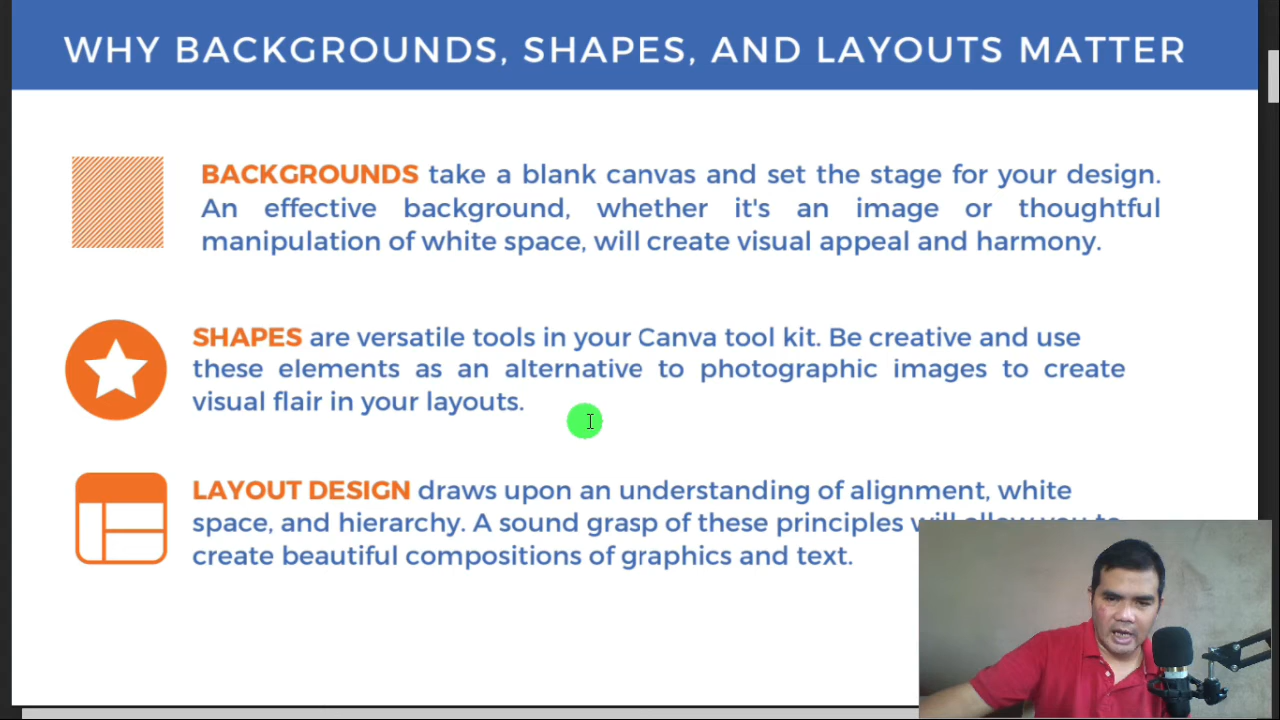 WHY BACKGROUNDS, SHAPES, AND LAYOUTS MATTER
BACKGROUNDS take a blank canvas and set the stage for your design.
An effective background, whether it's an image or thoughtful
manipulation of white space, will create visual appeal and harmony.
SHAPES are versatile tools in your Canva tool kit. Be creative and use
these elements as an alternative to photographic images to create
visual flair in your layouts.
LAYOUT DESIGN draws upon an understanding of alignment, white
space, and hierarchy. A sound grasp of these principles will allow you to
create beautiful compositions of graphics and text.